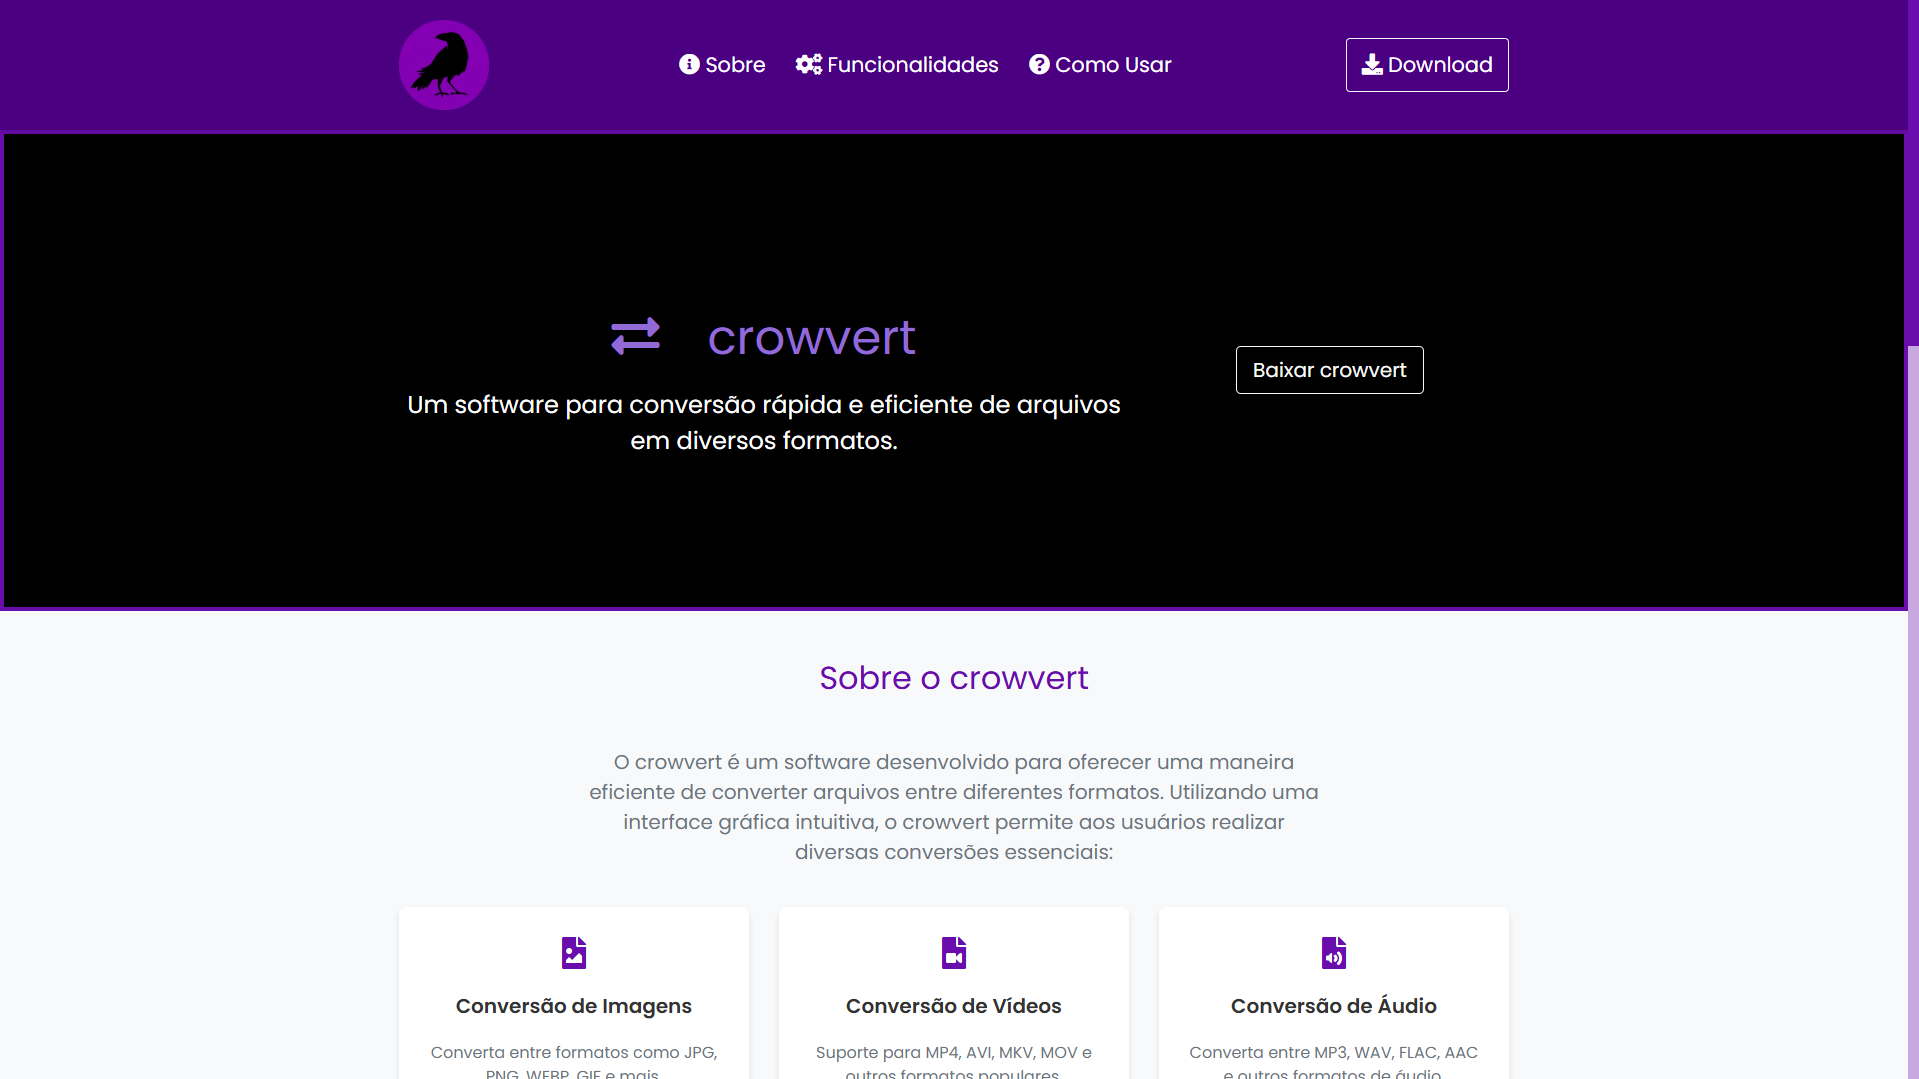 Sobre
Funcionalidades
Como Usar
Download
crowvert
Um software para conversão rápida e eficiente de arquivos
em diversos formatos.
Baixar crowvert
Sobre o crowvert
O crowvert é um software desenvolvido para oferecer uma maneira
eficiente de converter arquivos entre diferentes formatos. Utilizando uma
interface gráfica intuitiva, o crowvert permite aos usuários realizar
diversas conversões essenciais:
Conversão de Imagens
Converta entre formatos como JPG,
PNG, WEBP, GIF e mais.
Conversão de Vídeos
Suporte para MP4, AVI, MKV, MOV e
outros formatos populares.
Conversão de Áudio
Converta entre MP3, WAV, FLAC, AAC
e outros formatos de áudio.